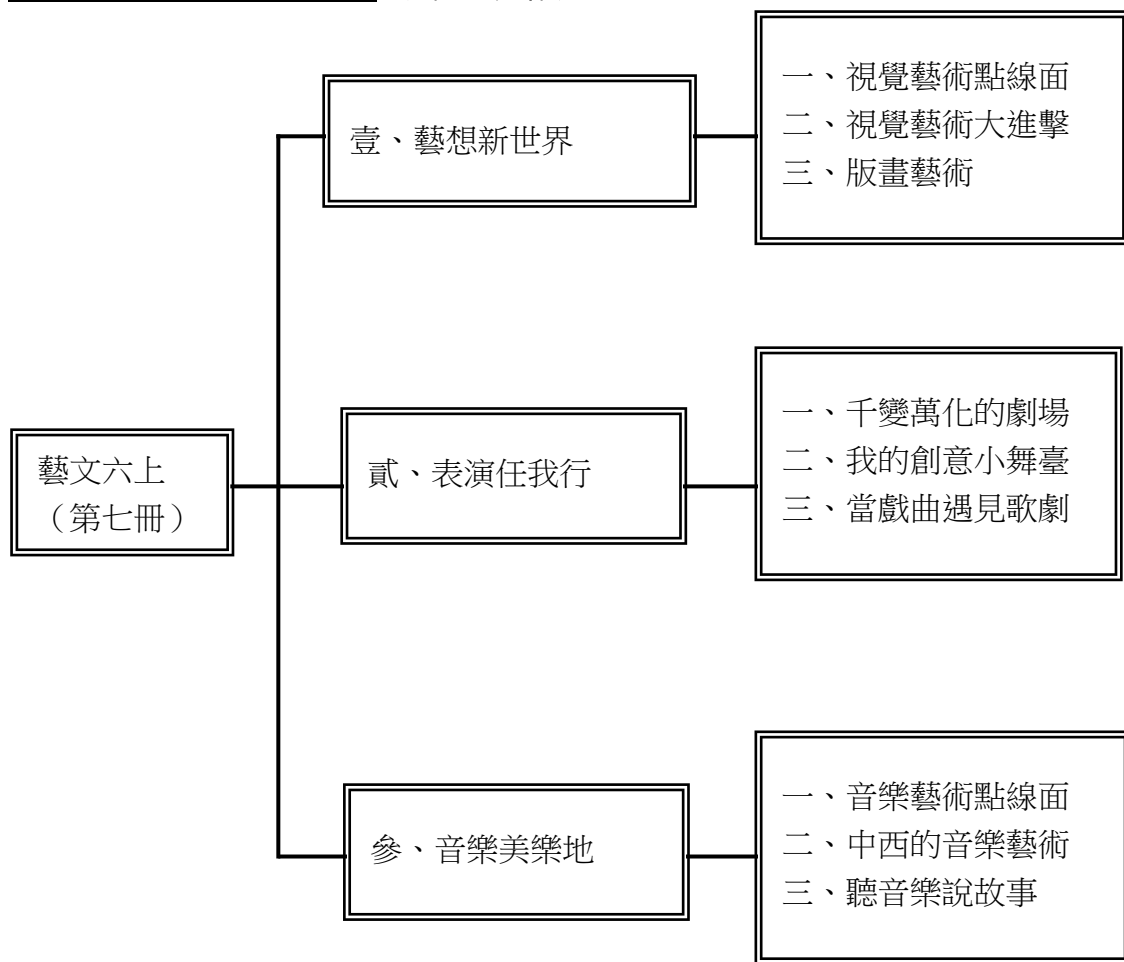 壹、藝想新世界
一、視覺藝術點線面
二、視覺藝術大進擊
三、版畫藝術
藝文六上
（第七冊）
貳、表演任我行
一、千變萬化的劇場
二、我的創意小舞臺
三、當戲曲遇見歌劇
參、音樂美樂地
一、音樂藝術點線面
二、中西的音樂藝術
三、聽音樂說故事